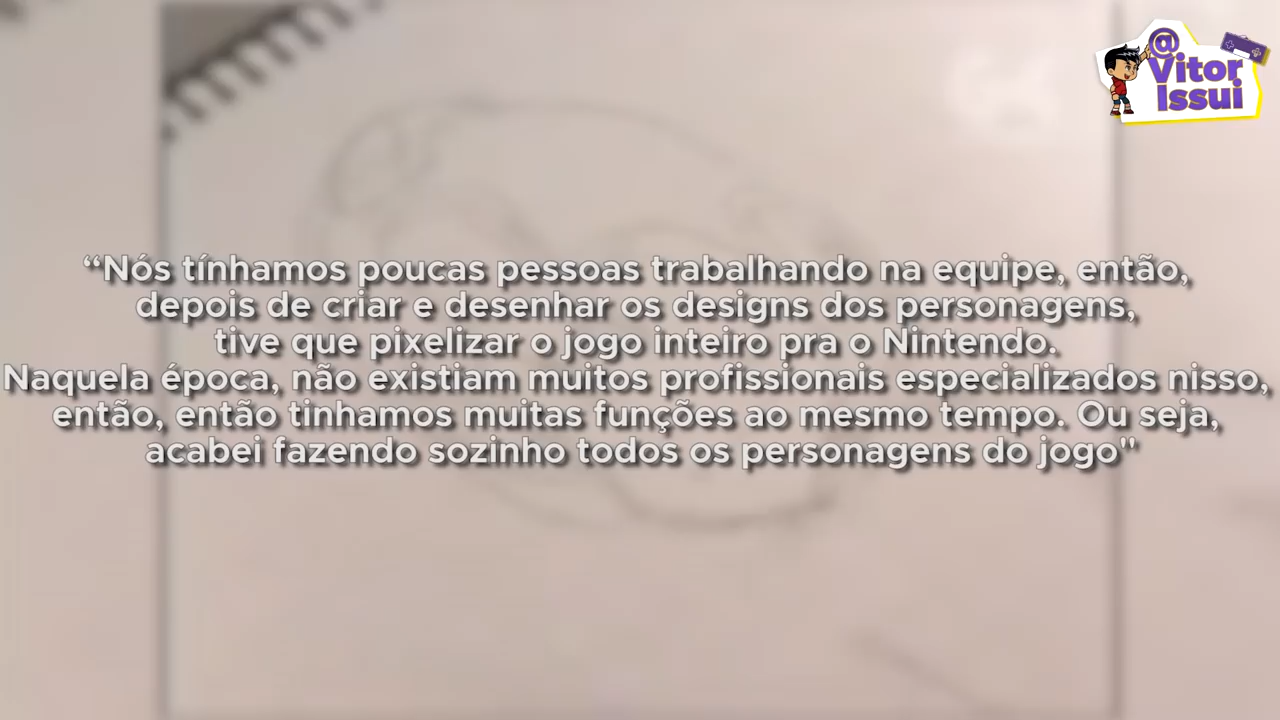 @
Vitor
Issui
“Nós tínhamos poucas pessoas trabalhando na equipe, então,
depois de criar e desenhar os designs dos personagens,
tive que pixelizar o jogo inteiro pra o Nintendo.
Naquela época, não existiam muitos profissionais especializados nisso,
então, então tinhamos muitas funções ao mesmo tempo. Ou seja,
acabei fazendo sozinho todos os personagens do jogo"